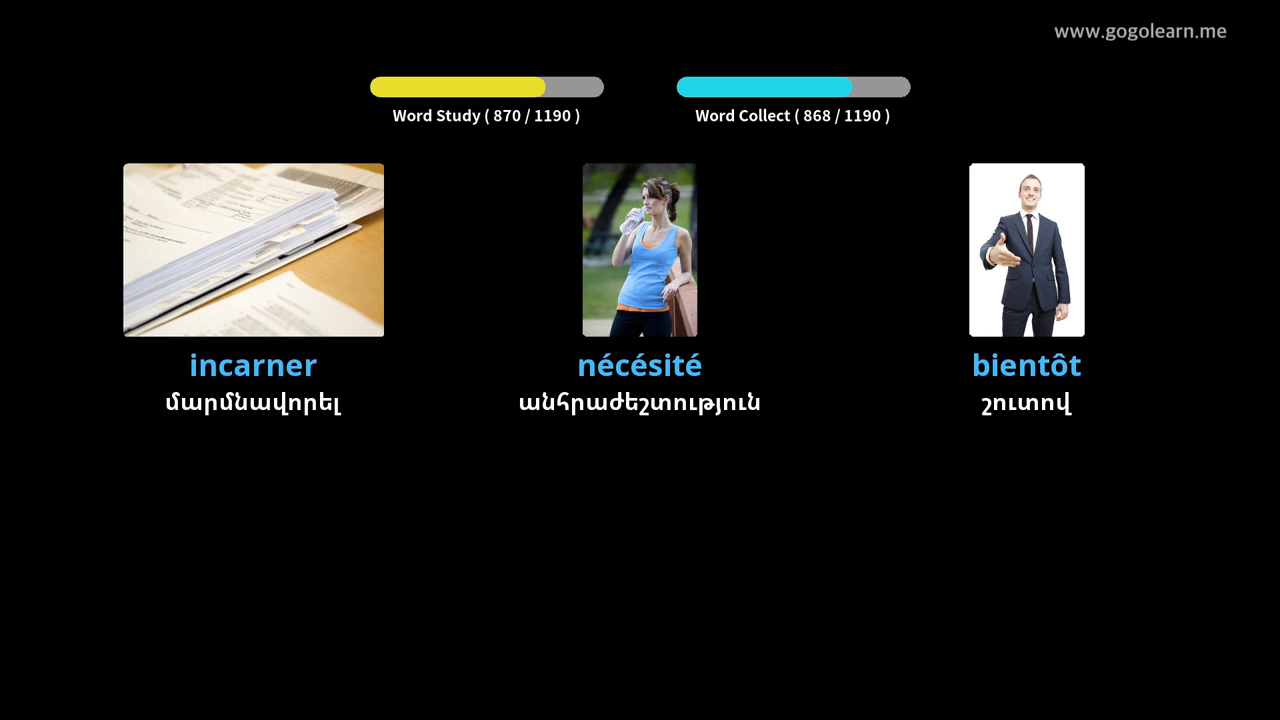 www.gogolearn.me
Word Study ( 870 / 1190 )
Word Collect ( 868 / 1190 )
incarner
nécésité
bientôt
մարմնավորել
անհրաժեշտություն
շուտով